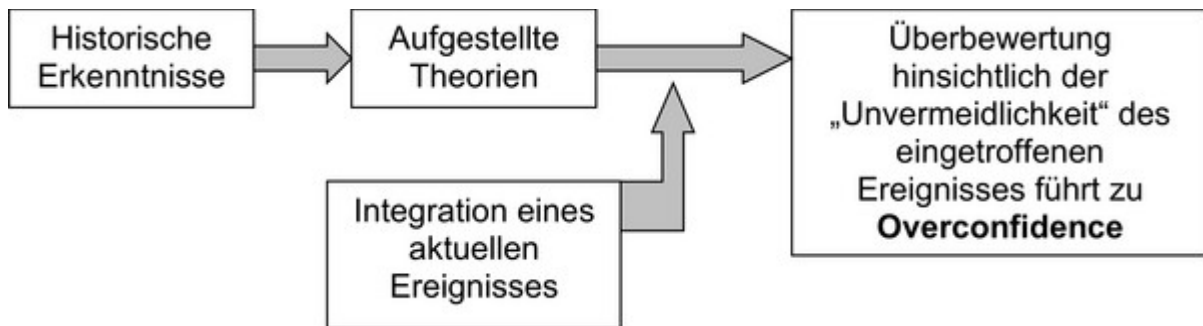 Historische
Erkenntnisse
Aufgestellte
Theorien
Integration eines
aktuellen
Ereignisses
Überbewertung
hinsichtlich der
„Unvermeidlichkeit“ des
eingetroffenen
Ereignisses führt zu
Overconfidence